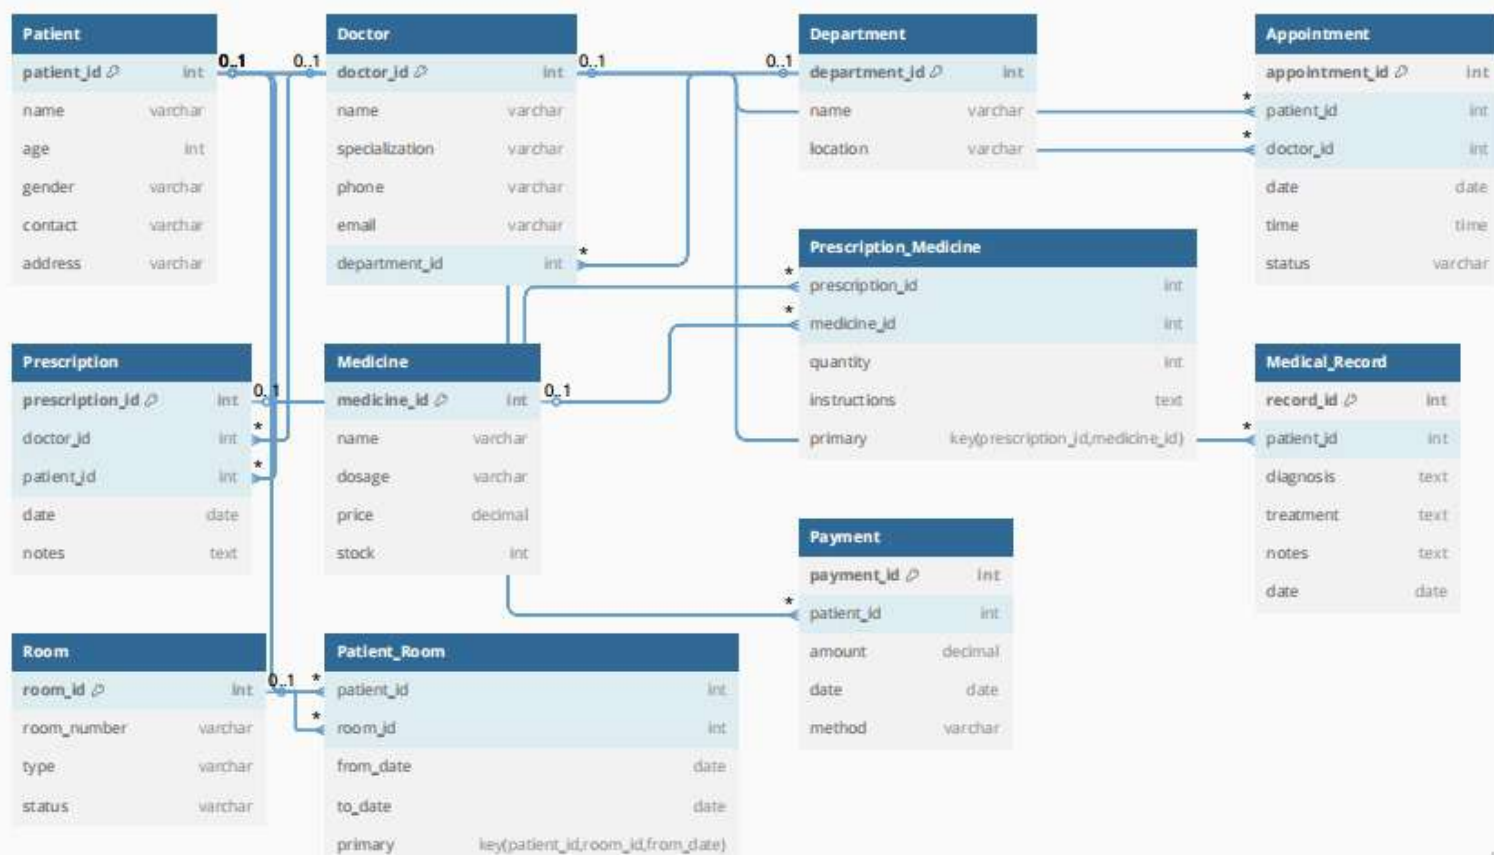 Patient
patient_id int
name varchar
age int
gender varchar
contact varchar
address varchar
0..1
0..1
Doctor
doctor_id int
name varchar
specialization varchar
phone varchar
email varchar
department_id int
0..1
*
0..1
Department
department_id int
name varchar
location varchar
Appointment
appointment_id int
* patient_id int
* doctor_id int
date date
time time
status varchar
Prescription_Medicine
* prescription_id int
* medicine_id int
quantity int
instructions text
primary key(prescription_id,medicine_id)
Prescription
prescription_id int 0..1
doctor_id int *
patient_id int *
date date
notes text
Medicine
medicine_id int 0..1
name varchar
dosage varchar
price decimal
stock int
Medical_Record
record_id int
* patient_id int
diagnosis text
treatment text
notes text
date date
Payment
payment_id int
* patient_id int
amount decimal
date date
method varchar
Room
room_id int 0..1
room_number varchar
type varchar
status varchar
Patient_Room
* patient_id int
* room_id int
from_date date
to_date date
primary key(patient_id,room_id,from_date)